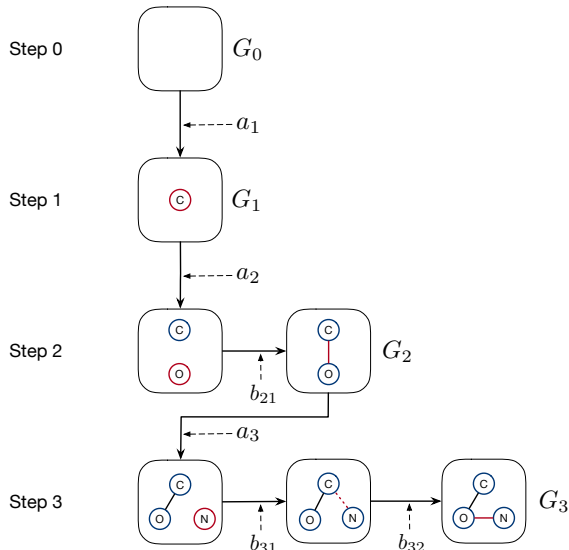 Step 0
G₀
a₁
Step 1
C
G₁
a₂
Step 2
C
O
C
O
G₂
b₂₁
a₃
Step 3
C
O
N
C
O
N
C
O
N
G₃
b₃₁
b₃₂